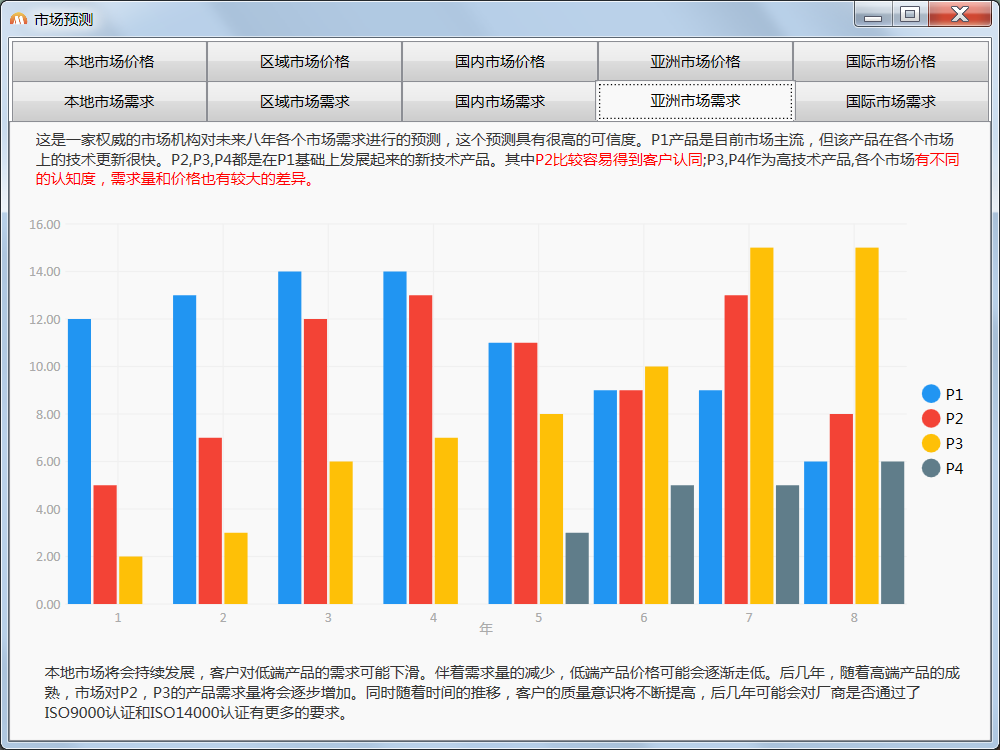 市场预测
本地市场价格 区域市场价格 国内市场价格 亚洲市场价格 国际市场价格
本地市场需求 区域市场需求 国内市场需求 亚洲市场需求 国际市场需求
这是一家权威的市场机构对未来八年各个市场需求进行的预测，这个预测具有很高的可信度。P1产品是目前市场主流，但该产品在各个市场
上的技术更新很快。P2,P3,P4都是在P1基础上发展起来的新技术产品。其中P2比较容易得到客户认同;P3,P4作为高技术产品,各个市场有不同
的认知度，需求量和价格也有较大的差异。
16.00
14.00
12.00
10.00
8.00
6.00
4.00
2.00
0.00
1 2 3 4 5 6 7 8
年
P1
P2
P3
P4
本地市场将会持续发展，客户对低端产品的需求可能下滑。伴着需求量的减少，低端产品价格可能会逐渐走低。后几年，随着高端产品的成
熟，市场对P2，P3的产品需求量将会逐步增加。同时随着时间的推移，客户的质量意识将不断提高，后几年可能会对厂商是否通过了
ISO9000认证和ISO14000认证有更多的要求。